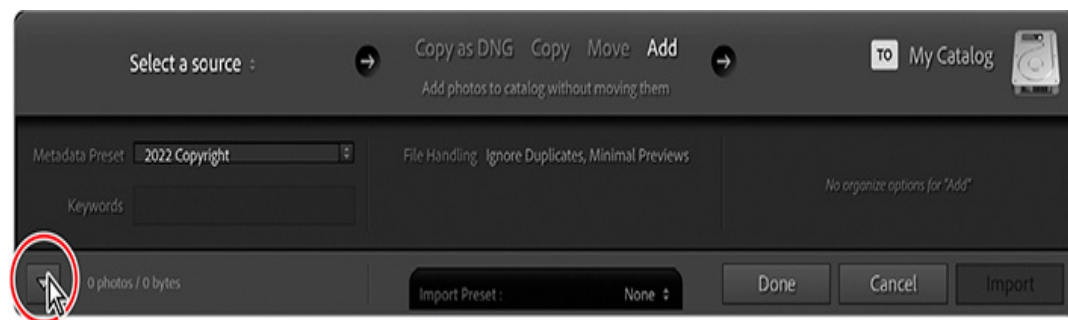 Select a source
Copy as DNG Copy Move Add
Add photos to catalog without moving them
TO My Catalog
Metadata Preset 2022 Copyright
Keywords
File Handling Ignore Duplicates, Minimal Previews
No organize options for "Add"
0 photos / 0 bytes
Import Preset : None
Done Cancel Import